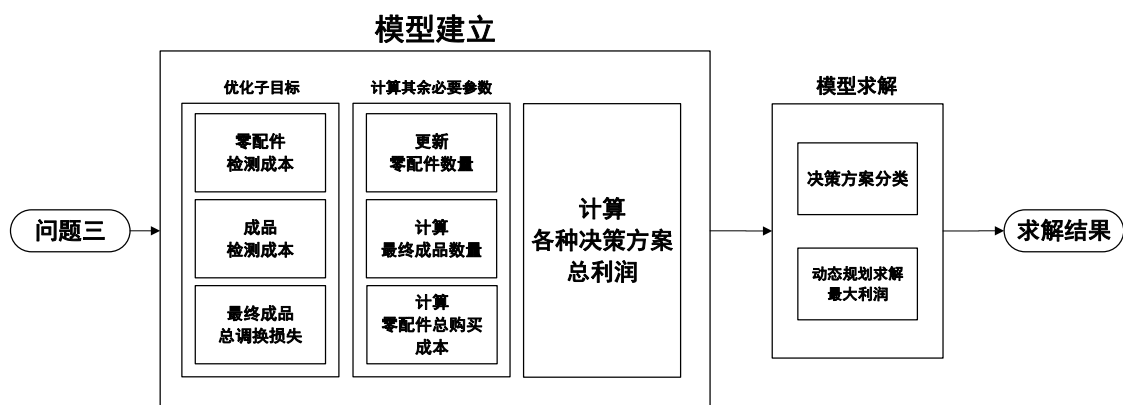 模型建立
优化子目标
零配件
检测成本
成品
检测成本
最终成品
总调换损失
计算其余必要参数
更新
零配件数量
计算
最终成品数量
计算
零配件总购买
成本
计算
各种决策方案
总利润
问题三
模型求解
决策方案分类
动态规划求解
最大利润
求解结果